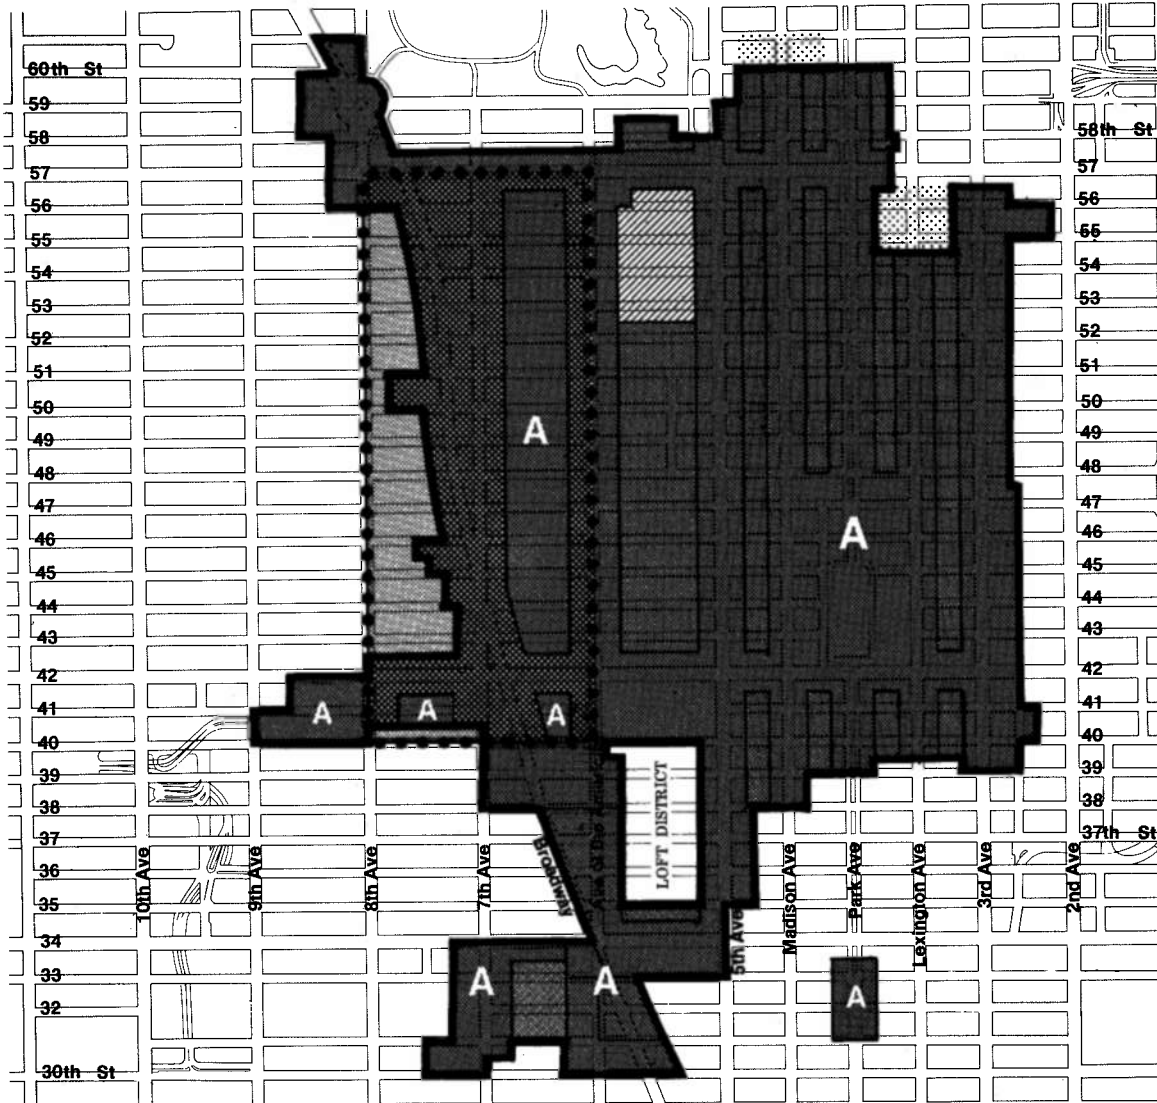 60th St
59
58
57
56
55
54
53
52
51
50
49
48
47
46
45
44
43
42
41
40
39
38
37
36
35
34
33
32
30th St
58th St
57
56
55
54
53
52
51
50
49
48
47
46
45
44
43
42
41
40
39
38
37th St
A
A
A
A
A
A
A
A
LOFT DISTRICT
Broadway
10th Ave
9th Ave
8th Ave
7th Ave
5th Ave
Madison Ave
Park Ave
Lexington Ave
3rd Ave
2nd Ave